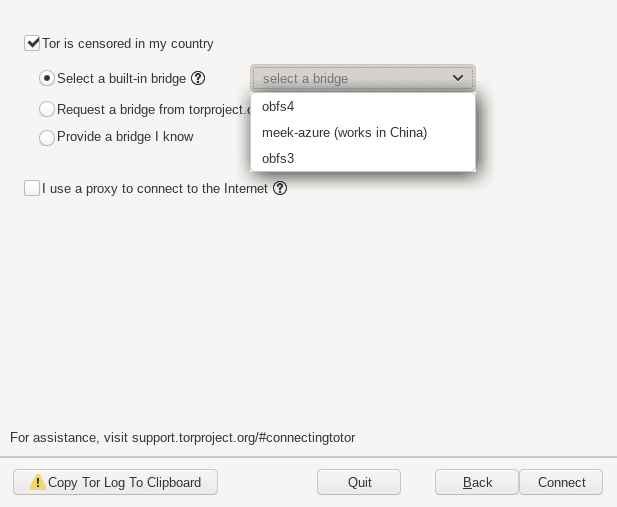 Tor is censored in my country
Select a built-in bridge ?
select a bridge
obfs4
meek-azure (works in China)
obfs3
Request a bridge from torproject.
Provide a bridge I know
I use a proxy to connect to the Internet ?
For assistance, visit support.torproject.org/#connectingtotor
Copy Tor Log To Clipboard
Quit
Back
Connect